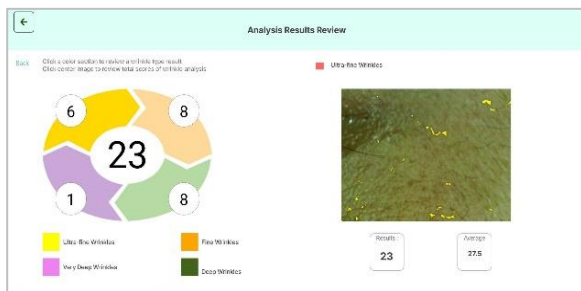 Analysis Results Review
Back
Click a color section to review a wrinkle type result
Click center image to review total scores of wrinkle analysis
Ultra-fine Wrinkles
6
8
23
1
8
Ultra-fine Wrinkles
Fine Wrinkles
Very Deep Wrinkles
Deep Wrinkles
Results :
23
Average
27.5